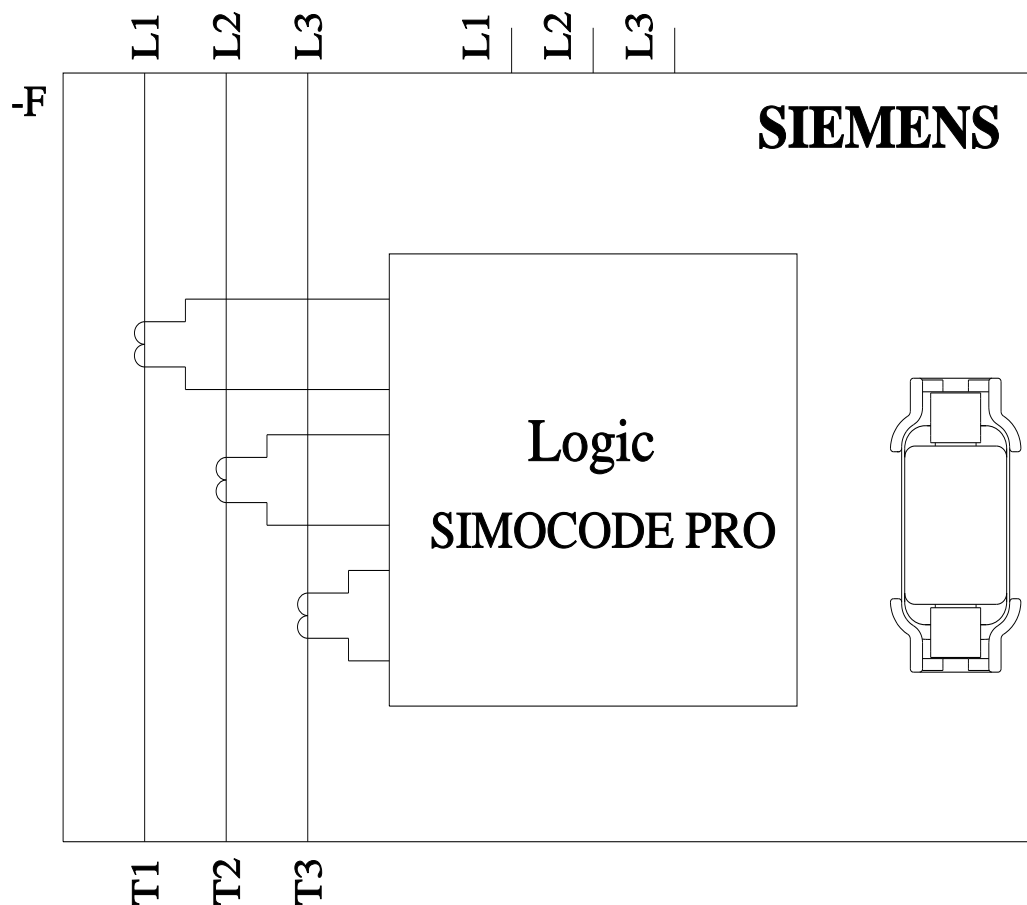 L1 L2 L3 L1 L2 L3
-F
SIEMENS
Logic
SIMOCODE PRO
T1 T2 T3